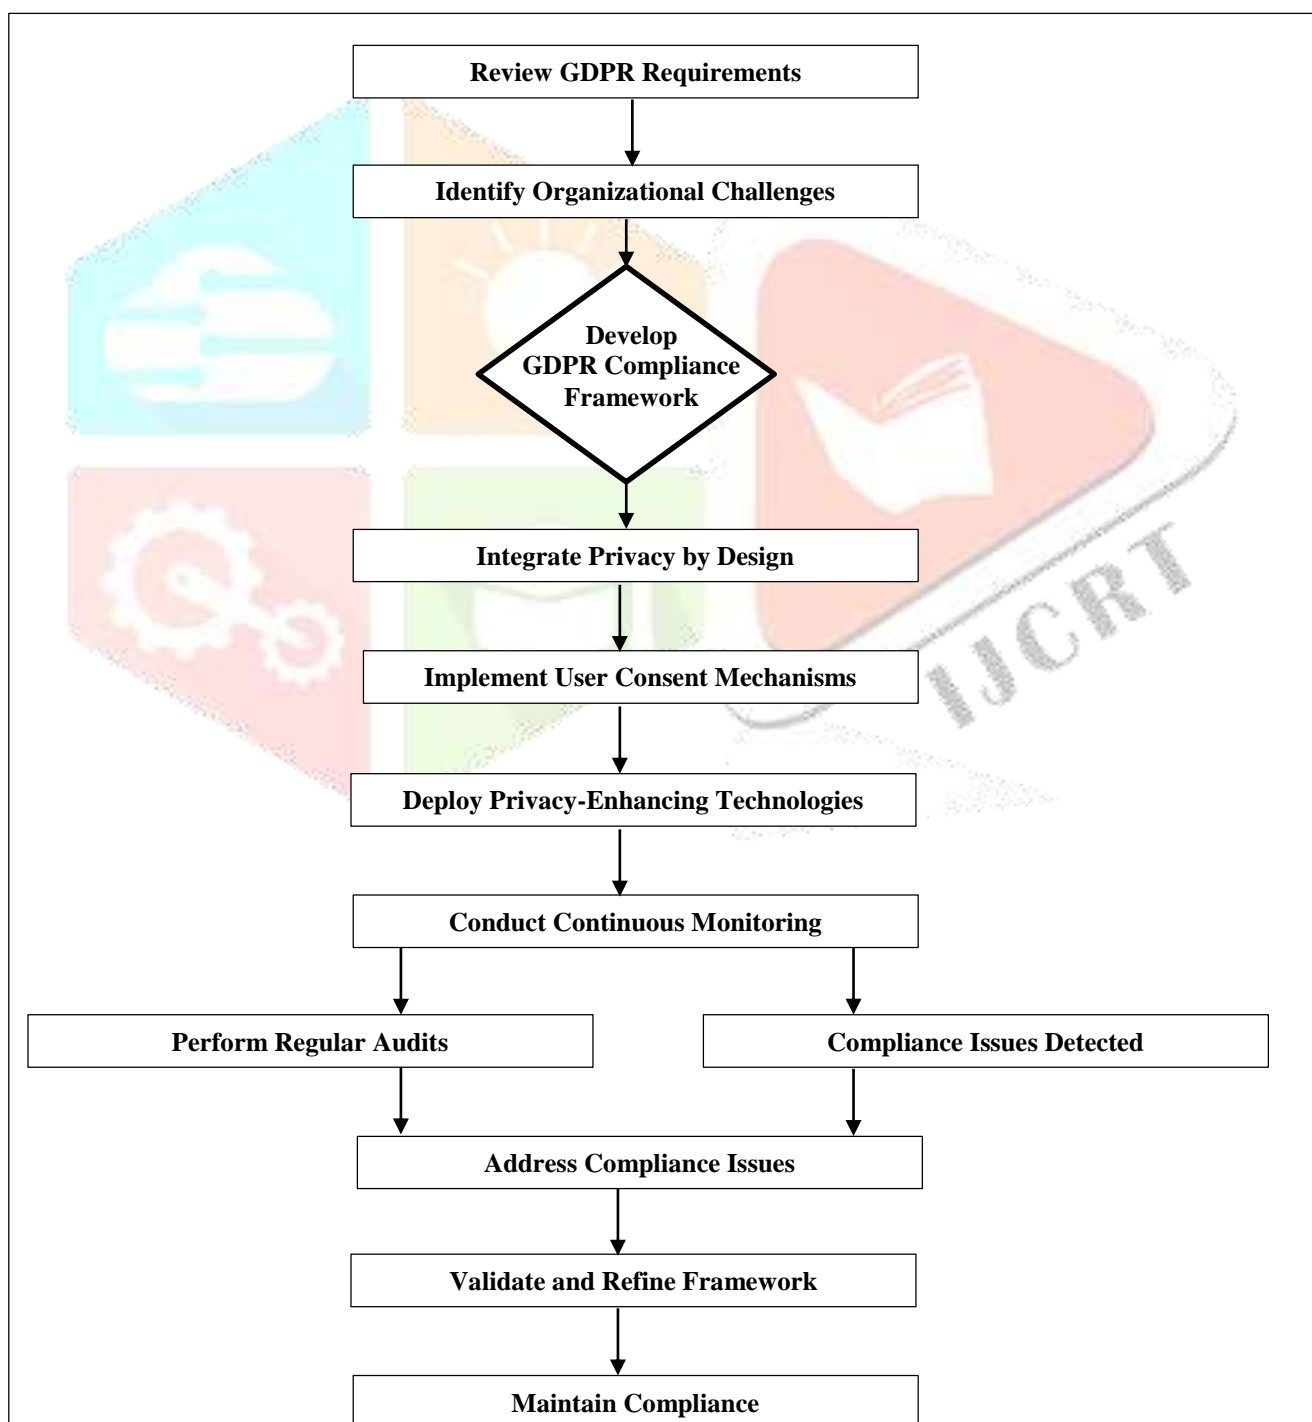 Review GDPR Requirements
Identify Organizational Challenges
Develop
GDPR Compliance
Framework
Integrate Privacy by Design
Implement User Consent Mechanisms
Deploy Privacy-Enhancing Technologies
Conduct Continuous Monitoring
Perform Regular Audits
Compliance Issues Detected
Address Compliance Issues
Validate and Refine Framework
Maintain Compliance
IJCRT